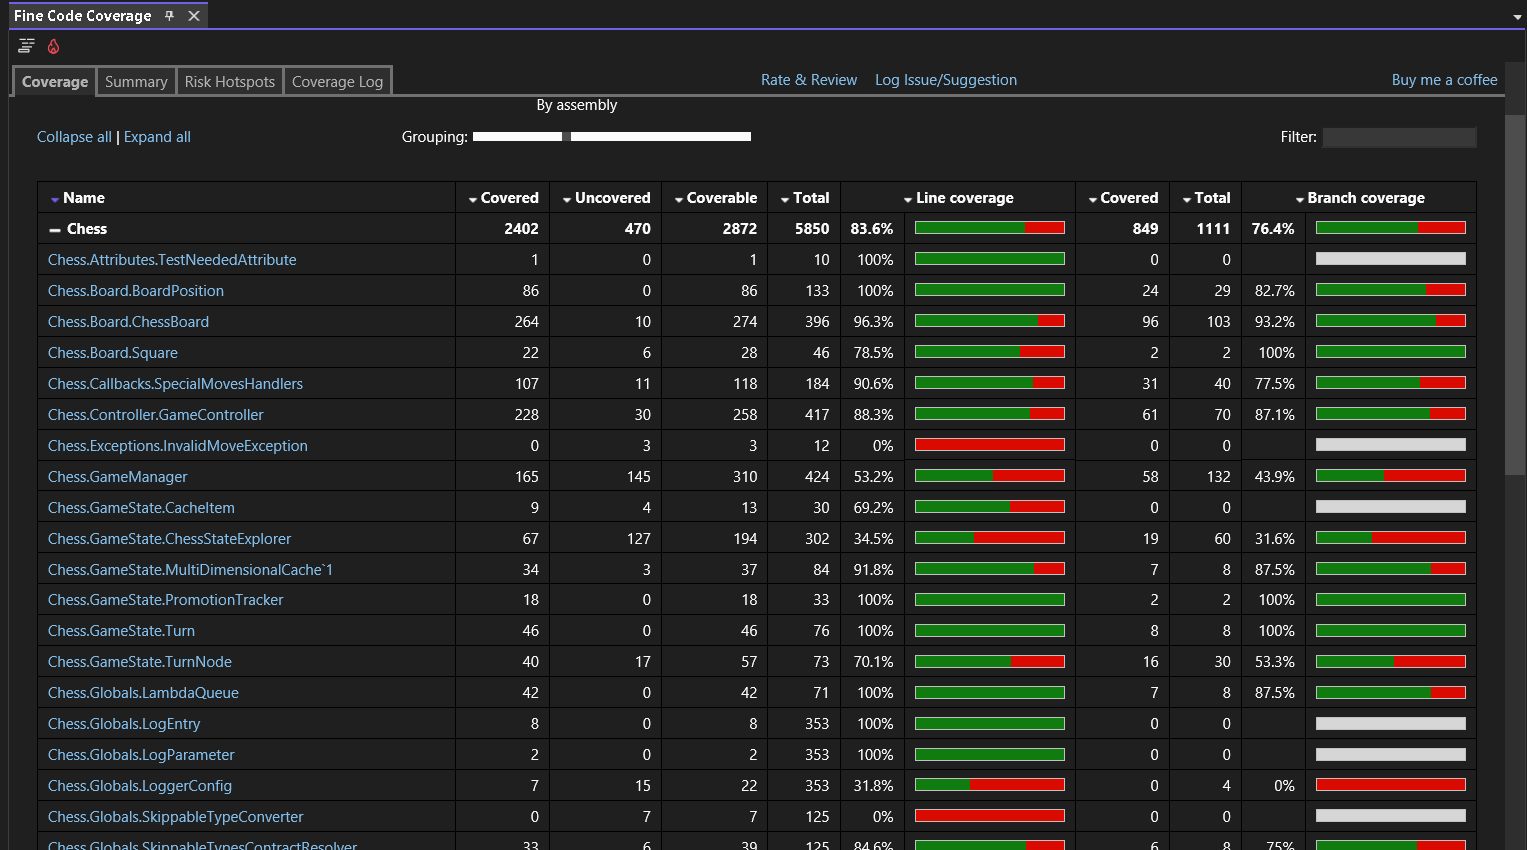 Fine Code Coverage
Coverage Summary Risk Hotspots Coverage Log Rate & Review Log Issue/Suggestion Buy me a coffee
By assembly
Collapse all | Expand all Grouping: Filter:
Name Covered Uncovered Coverable Total Line coverage Covered Total Branch coverage
Chess 2402 470 2872 5850 83.6% 849 1111 76.4%
Chess.Attributes.TestNeededAttribute 1 0 1 10 100% 0 0
Chess.Board.BoardPosition 86 0 86 133 100% 24 29 82.7%
Chess.Board.ChessBoard 264 10 274 396 96.3% 96 103 93.2%
Chess.Board.Square 22 6 28 46 78.5% 2 2 100%
Chess.Callbacks.SpecialMovesHandlers 107 11 118 184 90.6% 31 40 77.5%
Chess.Controller.GameController 228 30 258 417 88.3% 61 70 87.1%
Chess.Exceptions.InvalidMoveException 0 3 3 12 0% 0 0
Chess.GameManager 165 145 310 424 53.2% 58 132 43.9%
Chess.GameState.CacheItem 9 4 13 30 69.2% 0 0
Chess.GameState.ChessStateExplorer 67 127 194 302 34.5% 19 60 31.6%
Chess.GameState.MultiDimensionalCache`1 34 3 37 84 91.8% 7 8 87.5%
Chess.GameState.PromotionTracker 18 0 18 33 100% 2 2 100%
Chess.GameState.Turn 46 0 46 76 100% 8 8 100%
Chess.GameState.TurnNode 40 17 57 73 70.1% 16 30 53.3%
Chess.Globals.LambdaQueue 42 0 42 71 100% 7 8 87.5%
Chess.Globals.LogEntry 8 0 8 353 100% 0 0
Chess.Globals.LogParameter 2 0 2 353 100% 0 0
Chess.Globals.LoggerConfig 7 15 22 353 31.8% 0 4 0%
Chess.Globals.SkippableTypeConverter 0 7 7 125 0% 0 0
Chess.Globals.SkippableTypesContractResolver 33 6 39 125 84.6% 6 8 75%